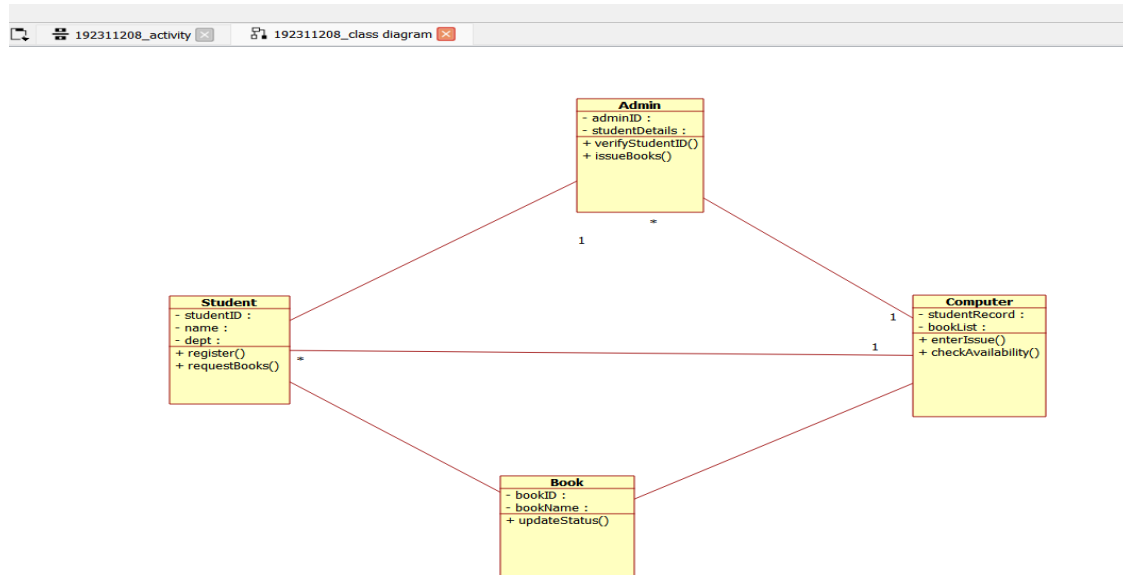 192311208_activity
192311208_class diagram
Admin
- adminID :
- studentDetails :
+ verifyStudentID()
+ issueBooks()
*
1
Student
- studentID :
- name :
- dept :
+ register()
+ requestBooks()
*
1
1
Computer
- studentRecord :
- bookList :
+ enterIssue()
+ checkAvailability()
Book
- bookID :
- bookName :
+ updateStatus()